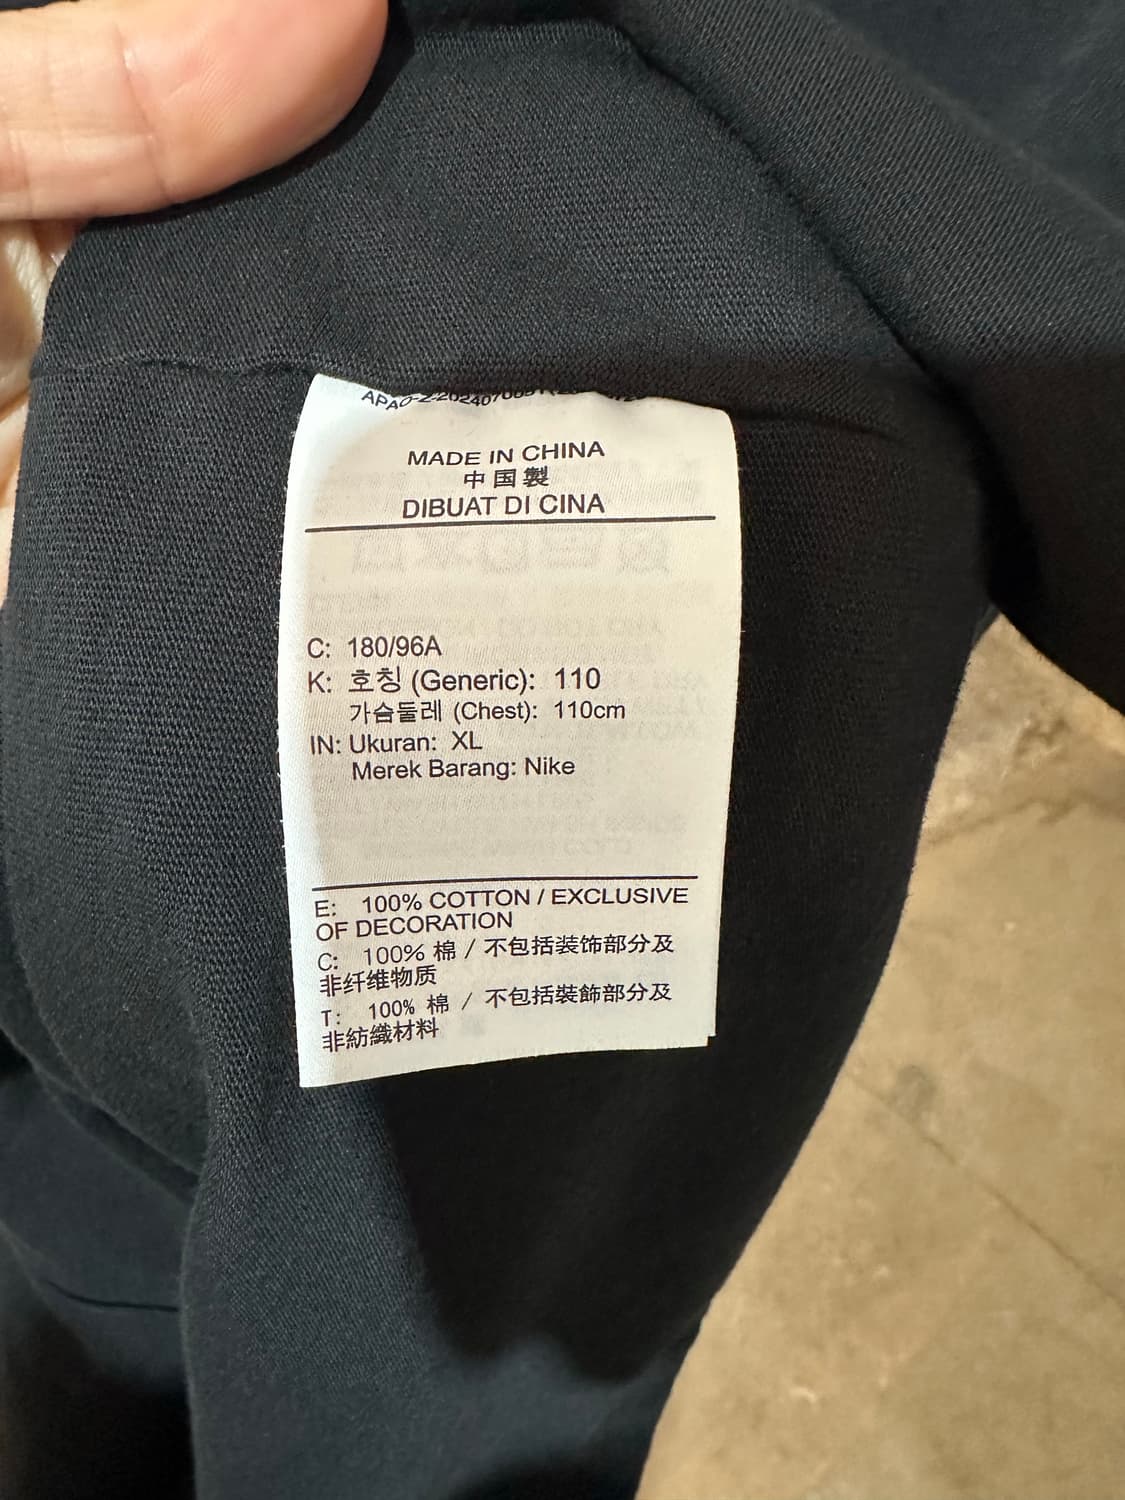 MADE IN CHINA
中国製
DIBUAT DI CINA
C: 180/96A
K: 호칭 (Generic): 110
가슴둘레 (Chest): 110cm
IN: Ukuran: XL
Merek Barang: Nike
E: 100% COTTON / EXCLUSIVE
OF DECORATION
C: 100% 棉 / 不包括装饰部分及
非纤维物质
T: 100% 棉 / 不包括裝飾部分及
非紡織材料